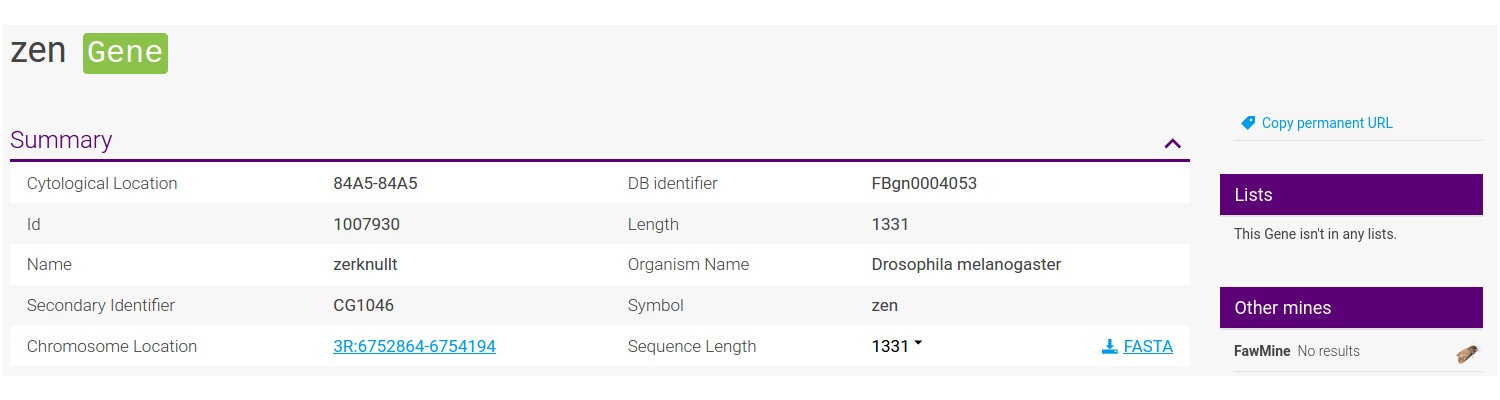 zen Gene
Copy permanent URL
Summary
Cytological Location 84A5-84A5 DB identifier FBgn0004053
Id 1007930 Length 1331
Name zerknullt Organism Name Drosophila melanogaster
Secondary Identifier CG1046 Symbol zen
Chromosome Location 3R:6752864-6754194 Sequence Length 1331 FASTA
Lists
This Gene isn't in any lists.
Other mines
FawMine No results